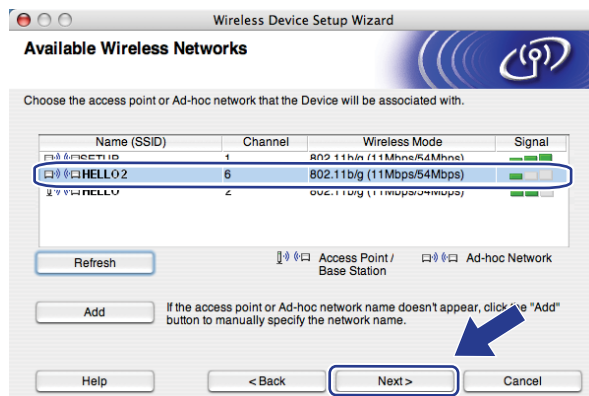 Wireless Device Setup Wizard
Available Wireless Networks
Choose the access point or Ad-hoc network that the Device will be associated with.
Name (SSID) Channel Wireless Mode Signal
SETUP 1 802.11b/g (11Mbps/54Mbps)
HELLO2 6 802.11b/g (11Mbps/54Mbps)
HELLO 2 802.11b/g (11Mbps/54Mbps)
Refresh
Access Point / Base Station
Ad-hoc Network
Add
If the access point or Ad-hoc network name doesn't appear, click the "Add"
button to manually specify the network name.
Help < Back Next > Cancel